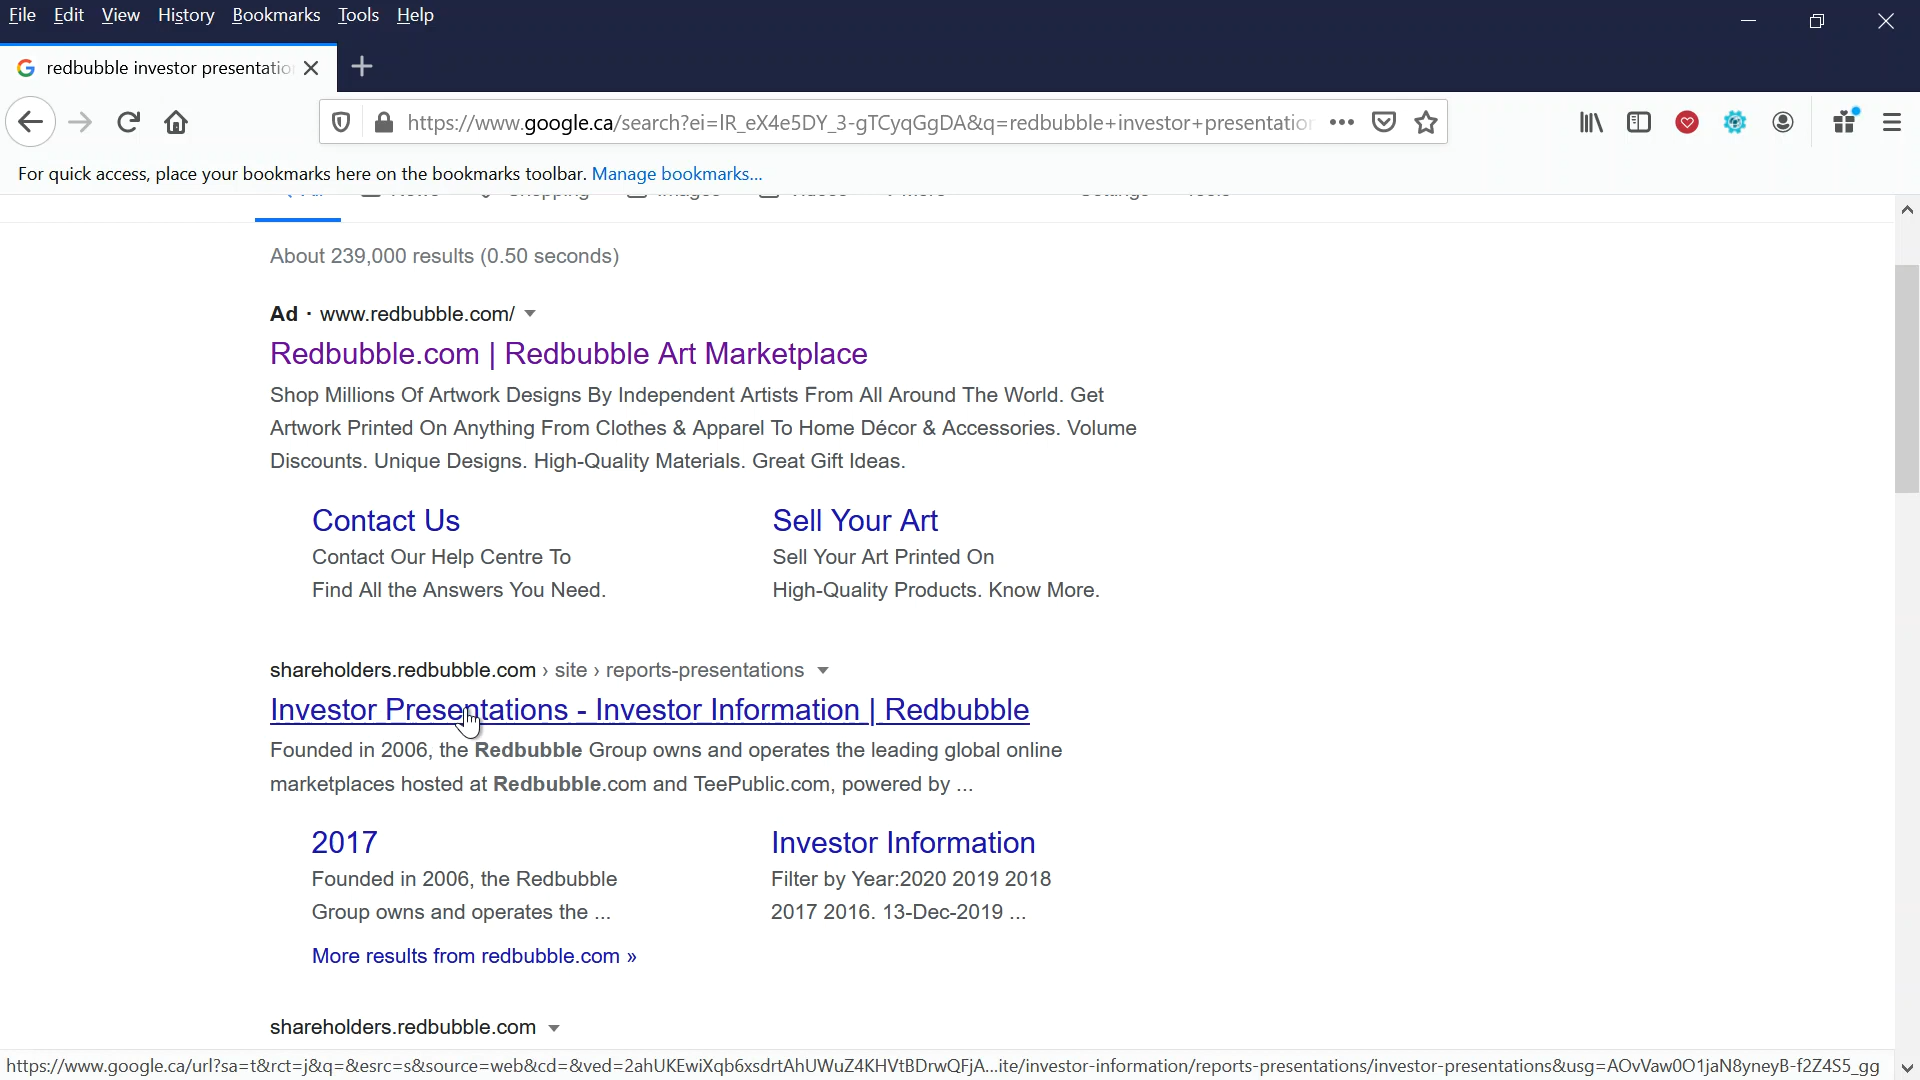 File Edit View History Bookmarks Tools Help
redbubble investor presentatio
https://www.google.ca/search?ei=IR_eX4e5DY_3-gTCyqGgDA&q=redbubble+investor+presentation
For quick access, place your bookmarks here on the bookmarks toolbar. Manage bookmarks...
About 239,000 results (0.50 seconds)
Ad · www.redbubble.com/
Redbubble.com | Redbubble Art Marketplace
Shop Millions Of Artwork Designs By Independent Artists From All Around The World. Get
Artwork Printed On Anything From Clothes & Apparel To Home Décor & Accessories. Volume
Discounts. Unique Designs. High-Quality Materials. Great Gift Ideas.
Contact Us
Contact Our Help Centre To
Find All the Answers You Need.
Sell Your Art
Sell Your Art Printed On
High-Quality Products. Know More.
shareholders.redbubble.com › site › reports-presentations
Investor Presentations - Investor Information | Redbubble
Founded in 2006, the Redbubble Group owns and operates the leading global online
marketplaces hosted at Redbubble.com and TeePublic.com, powered by ...
2017
Founded in 2006, the Redbubble
Group owns and operates the ...
Investor Information
Filter by Year:2020 2019 2018
2017 2016. 13-Dec-2019 ...
More results from redbubble.com »
shareholders.redbubble.com
https://www.google.ca/url?sa=t&rct=j&q=&esrc=s&source=web&cd=&ved=2ahUKEwiXqb6xsdrtAhUWuZ4KHVtBDrwQFjA...ite/investor-information/reports-presentations/investor-presentations&usg=AOvVaw0O1jaN8yneyB-f2Z4S5_gg